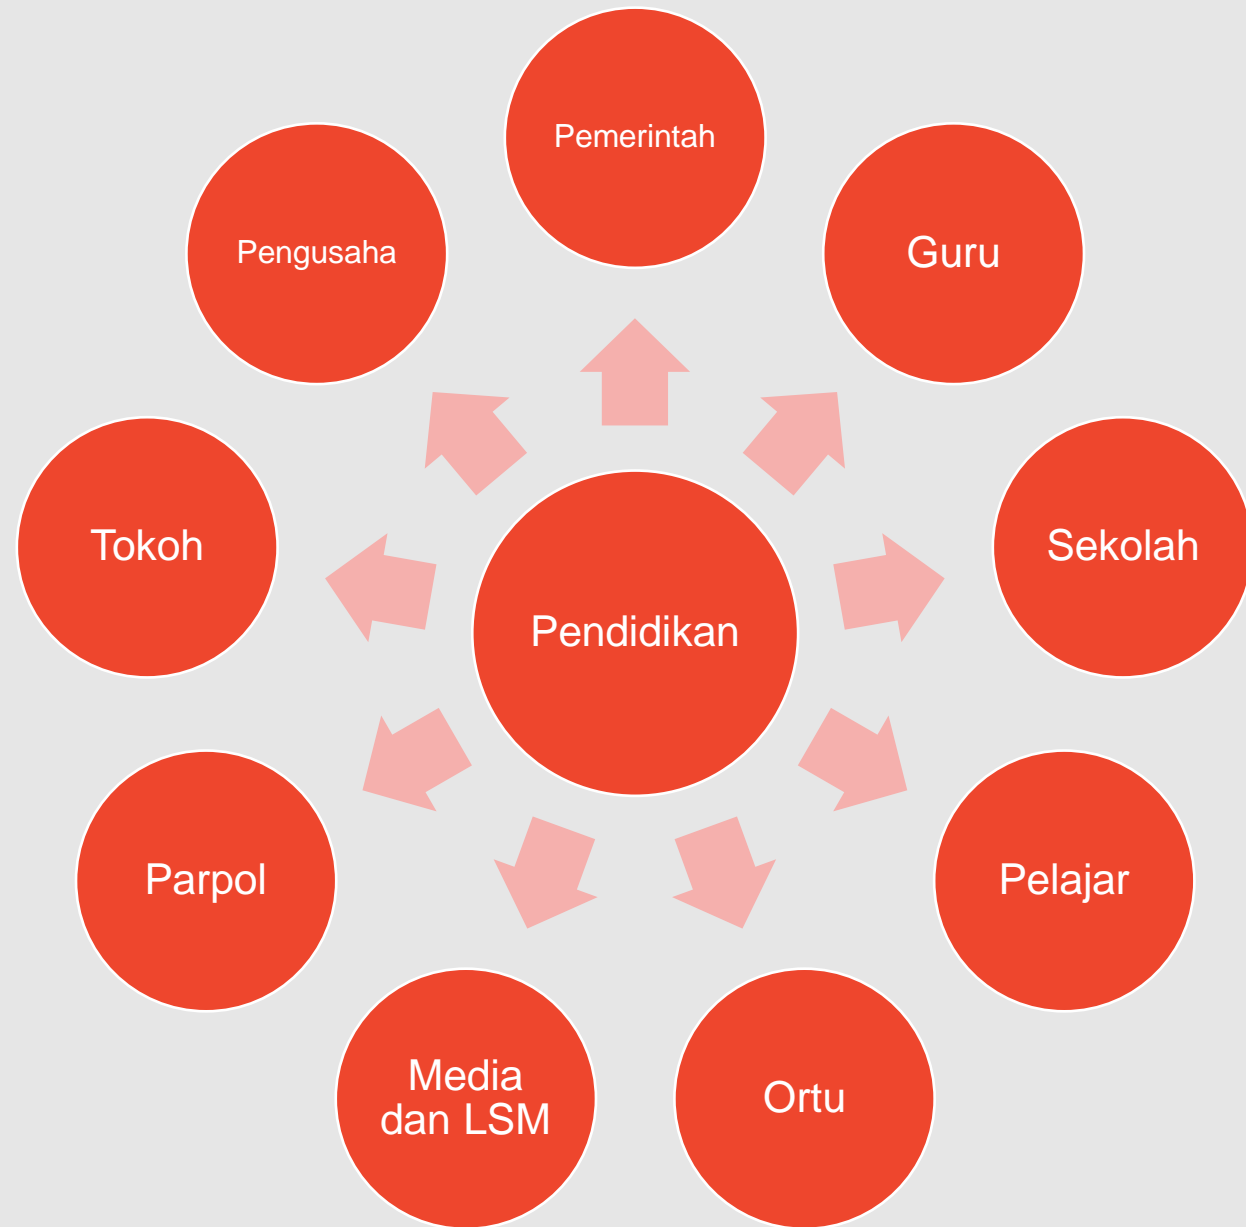 Pemerintah
Guru
Sekolah
Pelajar
Ortu
Media
dan LSM
Parpol
Tokoh
Pengusaha
Pendidikan